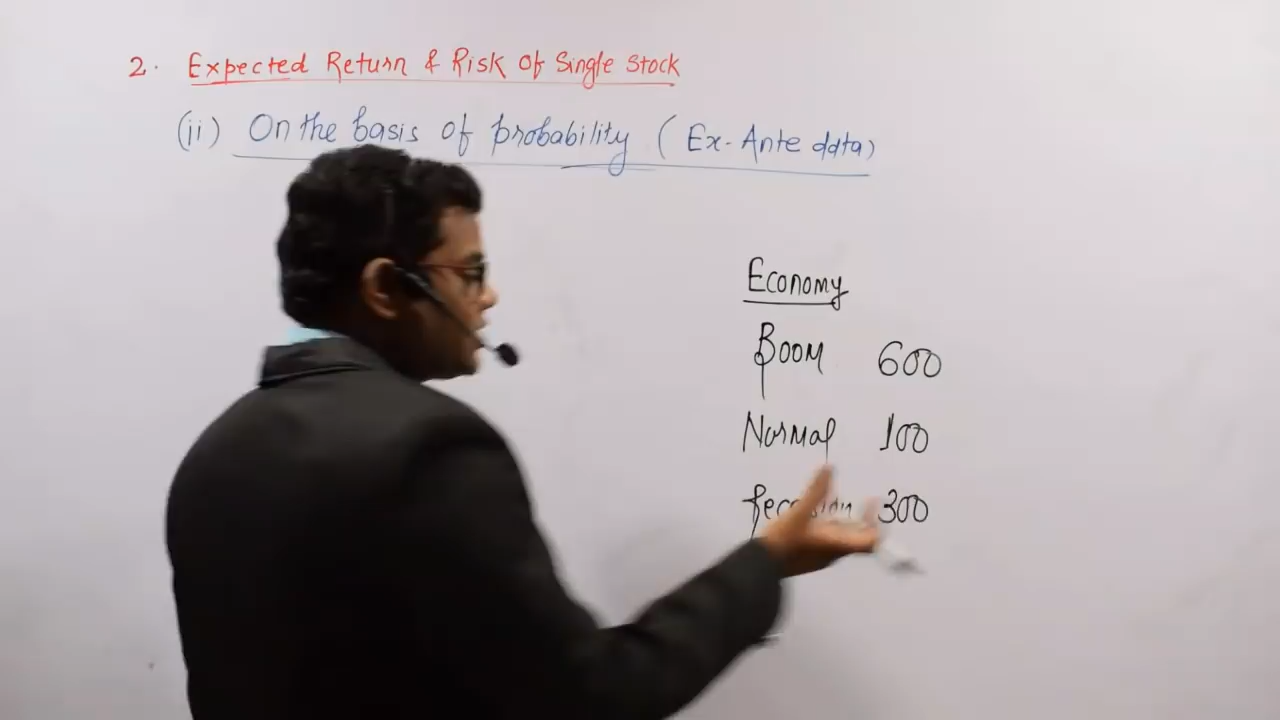 2. Expected Return & Risk Of Single Stock
(ii) On the basis of probability (Ex-Ante data)
Economy
Boom 600
Normal 100
300